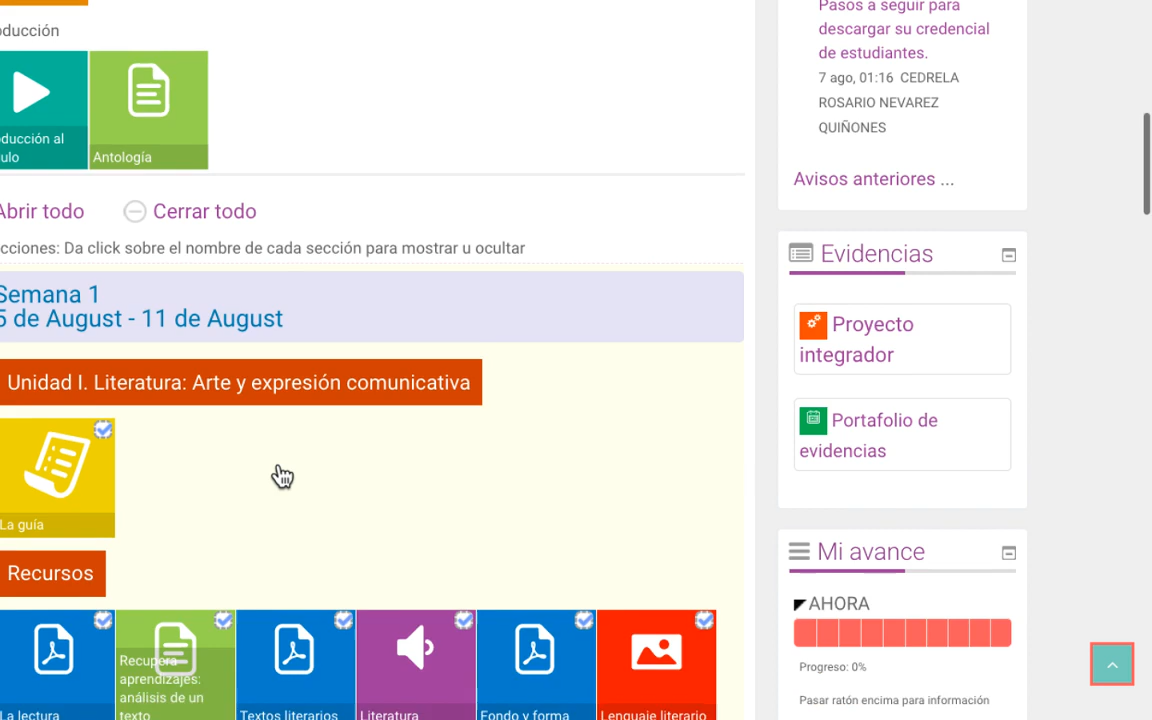 oducción
oducción al
ulo
Antología
Abrir todo
Cerrar todo
cciones: Da click sobre el nombre de cada sección para mostrar u ocultar
Semana 1
5 de August - 11 de August
Unidad I. Literatura: Arte y expresión comunicativa
La guía
Recursos
La lectura
Recupera
aprendizajes:
análisis de un
texto
Textos literarios
Literatura
Fondo y forma
Lenguaje literario
Pasos a seguir para
descargar su credencial
de estudiantes.
7 ago, 01:16 CEDRELA
ROSARIO NEVAREZ
QUIÑONES
Avisos anteriores ...
Evidencias
Proyecto
integrador
Portafolio de
evidencias
Mi avance
AHORA
Progreso: 0%
Pasar ratón encima para información